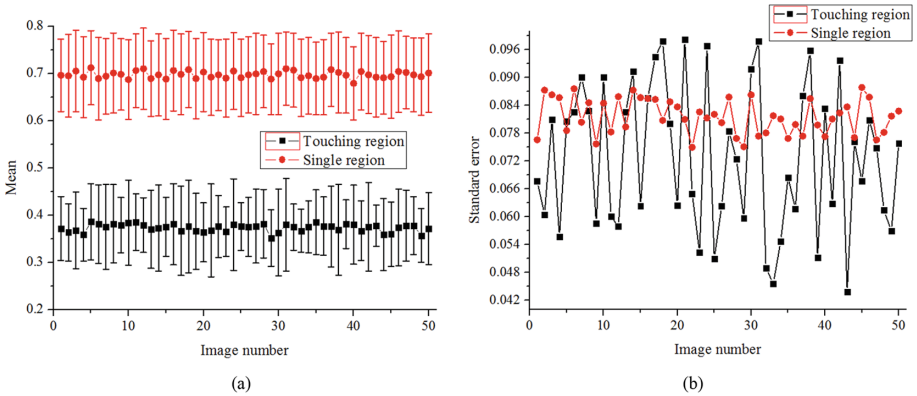 0.8
0.7
0.6
0.5
0.4
0.3
0.2
Mean
Touching region
Single region
0 10 20 30 40 50
Image number
(a)
Touching region
Single region
0.096
0.090
0.084
0.078
0.072
0.066
0.060
0.054
0.048
0.042
Standard error
0 10 20 30 40 50
Image number
(b)